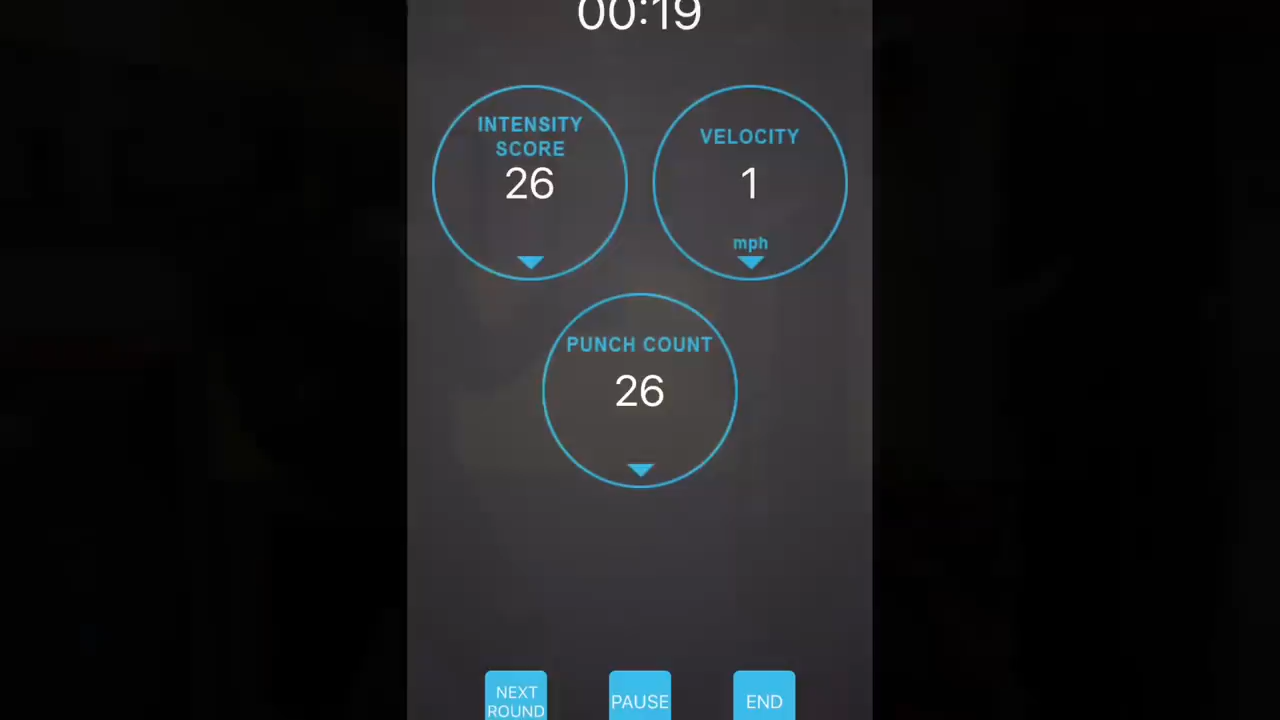 00:19
INTENSITY
SCORE
26
VELOCITY
1
mph
PUNCH COUNT
26
NEXT
ROUND
PAUSE
END